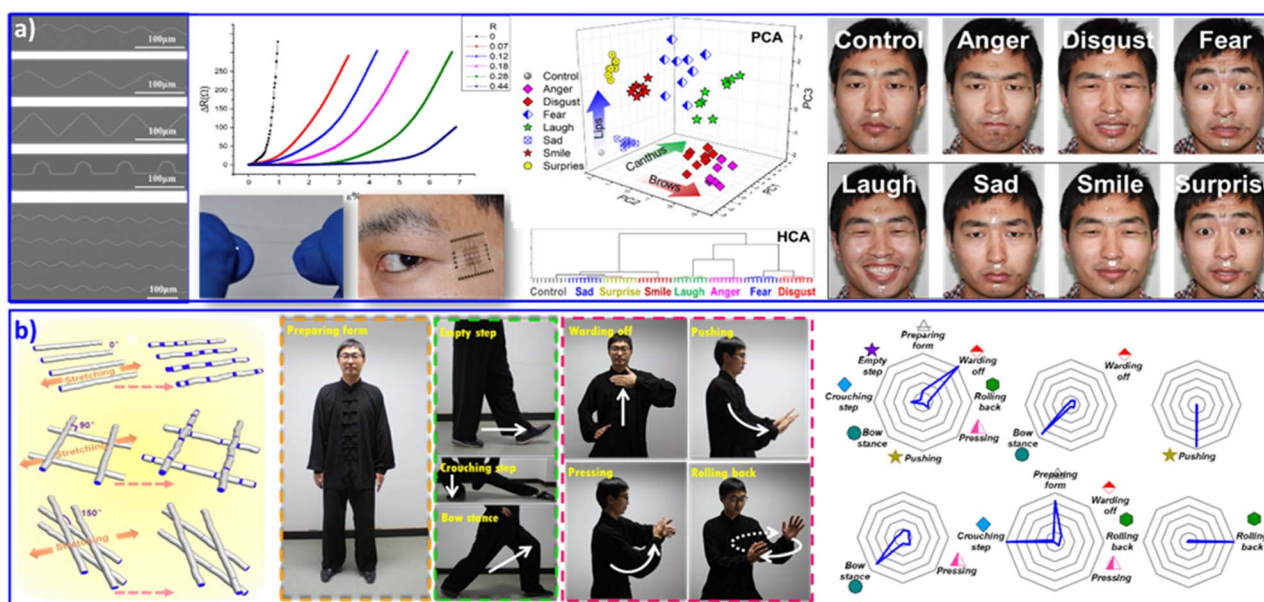 a)
100μm
100μm
100μm
100μm
100μm
ΔR(Ω)
300
250
200
150
100
50
0
0 1 2 3 4 5 6 7
ε%
R
0
0.07
0.12
0.18
0.28
0.44
PCA
Control
Anger
Disgust
Fear
Laugh
Sad
Smile
Surpries
Lips
Canthus
Brows
PC2
PC1
PC3
HCA
Control Sad Surprise Smile Laugh Anger Fear Disgust
Control
Anger
Disgust
Fear
Laugh
Sad
Smile
Surprise
b)
0°
Stretching
90°
Stretching
150°
Stretching
Preparing form
Empty step
Crouching step
Bow stance
Warding off
Pushing
Pressing
Rolling back
Preparing
form
Empty
step
Warding
off
Crouching
step
Rolling
back
Bow
stance
Pressing
Pushing
Warding
off
Bow
stance
Pushing
Bow
stance
Preparing
form
Warding
off
Crouching
step
Rolling
back
Pressing
Rolling
back